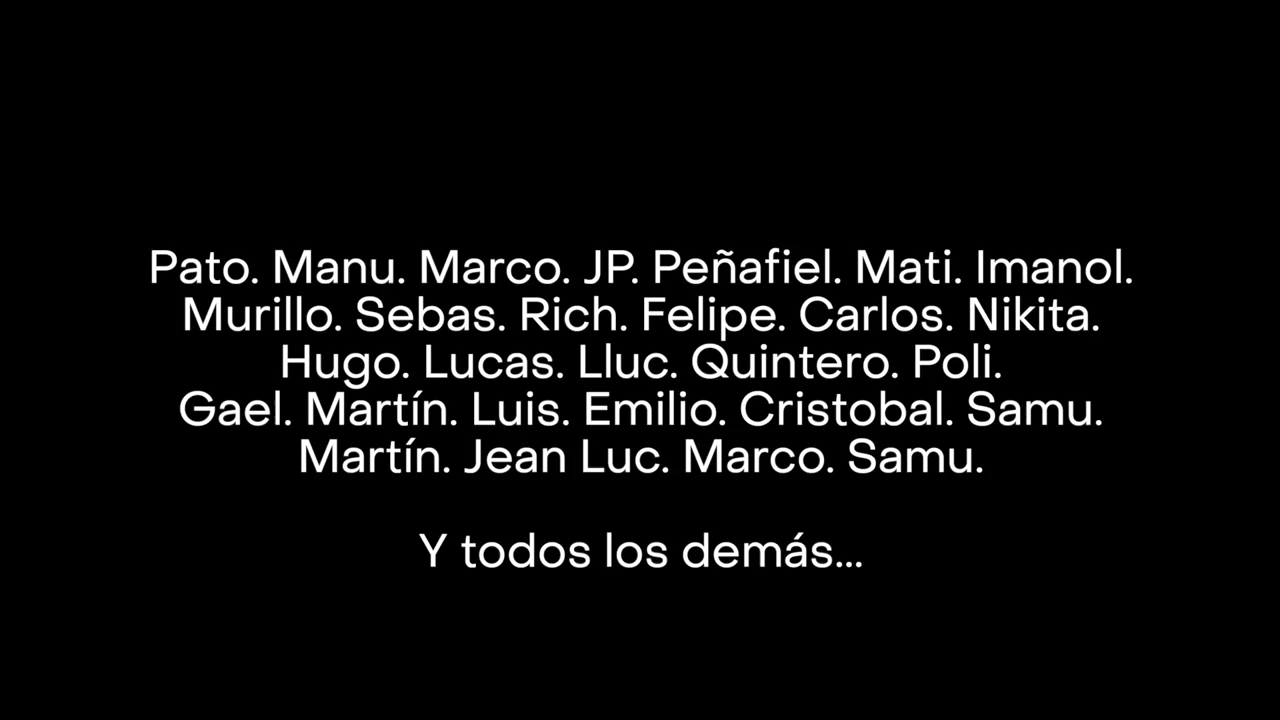 Pato. Manu. Marco. JP. Peñafiel. Mati. Imanol.
Murillo. Sebas. Rich. Felipe. Carlos. Nikita.
Hugo. Lucas. Lluc. Quintero. Poli.
Gael. Martín. Luis. Emilio. Cristobal. Samu.
Martín. Jean Luc. Marco. Samu.
Y todos los demás...